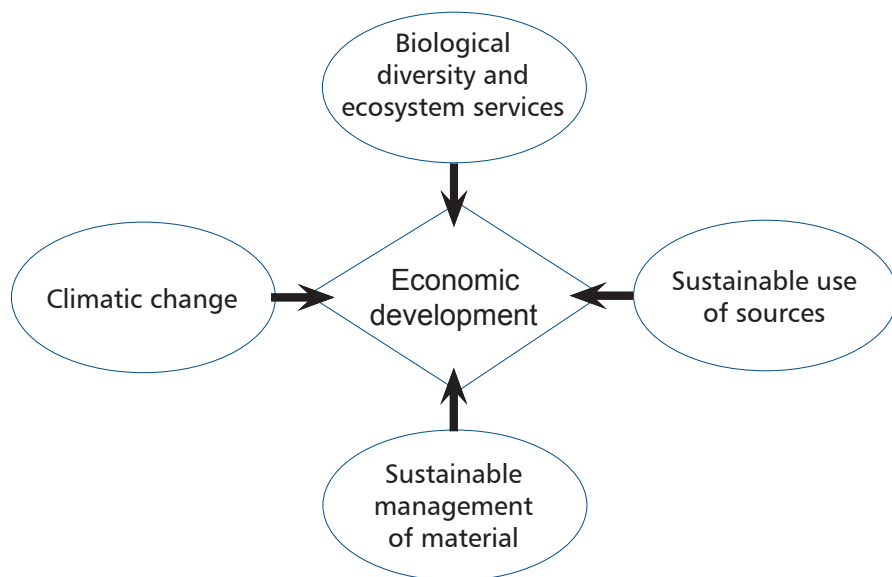 Biological
diversity and
ecosystem services
Climatic change
Economic
development
Sustainable use
of sources
Sustainable
management
of material